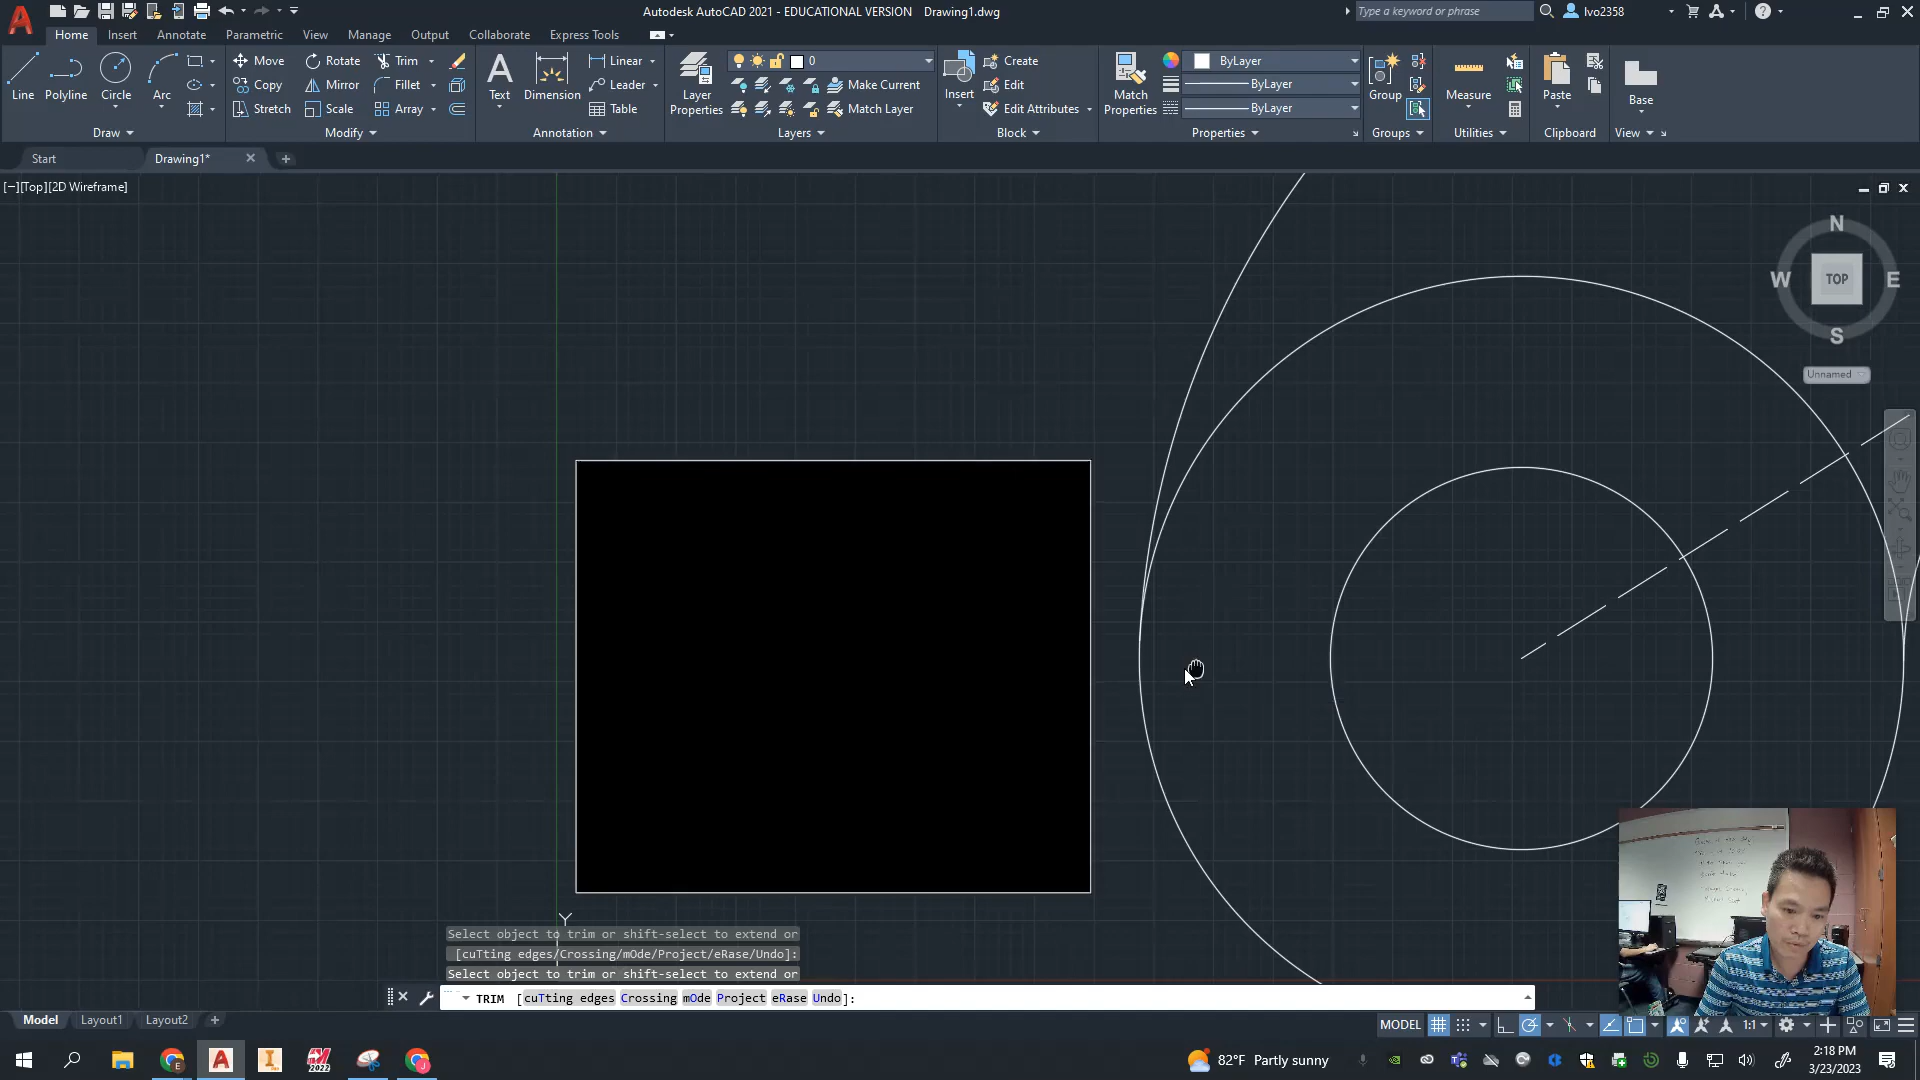 Autodesk AutoCAD 2021 - EDUCATIONAL VERSION Drawing1.dwg
Type a keyword or phrase
lvo2358
Home Insert Annotate Parametric View Manage Output Collaborate Express Tools
Line Polyline Circle Arc
Draw
Move Rotate Trim
Copy Mirror Fillet
Stretch Scale Array
Modify
Text Dimension
Linear
Leader
Table
Annotation
Layer Properties
0
Make Current
Match Layer
Layers
Insert
Create
Edit
Edit Attributes
Block
Match Properties
ByLayer
ByLayer
ByLayer
Properties
Group
Groups
Measure
Utilities
Paste
Clipboard
Base
View
Start Drawing1*
[−][Top][2D Wireframe]
N
W TOP E
S
Unnamed
Y
Select object to trim or shift-select to extend or
[cuTting edges/Crossing/mOde/Project/eRase/Undo]:
Select object to trim or shift-select to extend or
TRIM [cuTting edges Crossing mOde Project eRase Undo]:
Model Layout1 Layout2
MODEL 1:1
82°F Partly sunny
2:18 PM
3/23/2023